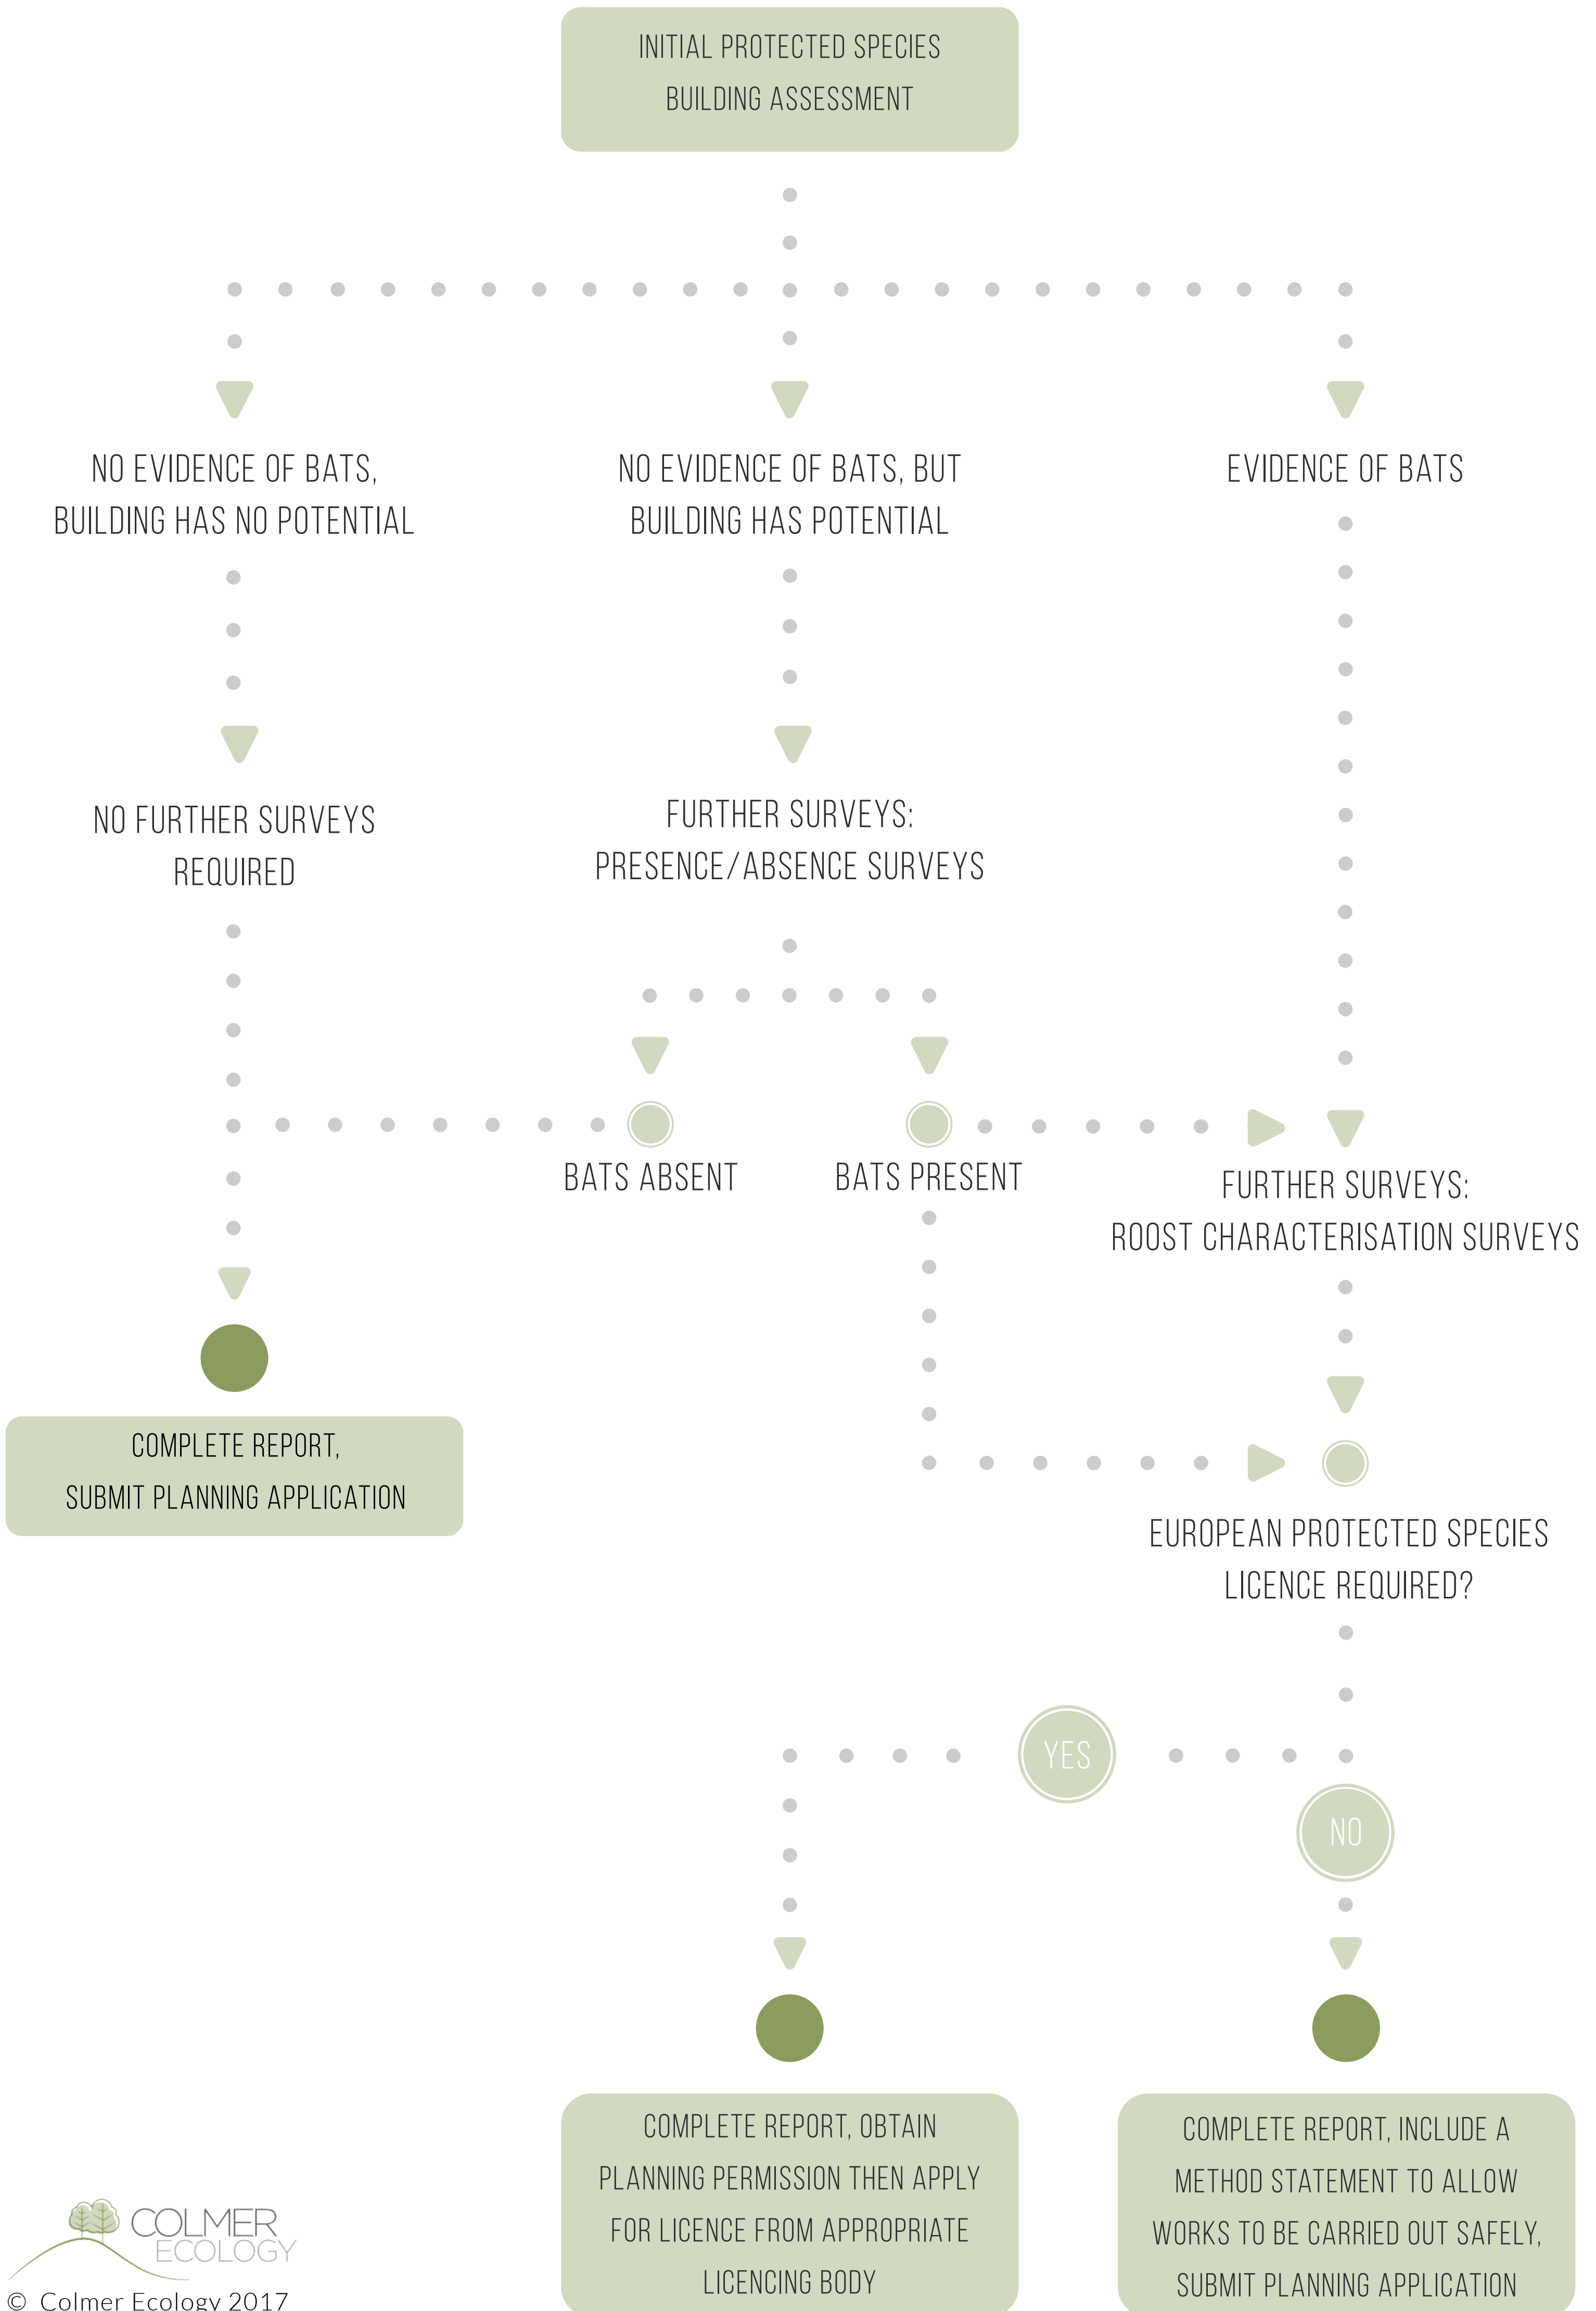 INITIAL PROTECTED SPECIES
BUILDING ASSESSMENT
NO EVIDENCE OF BATS,
BUILDING HAS NO POTENTIAL
NO EVIDENCE OF BATS, BUT
BUILDING HAS POTENTIAL
EVIDENCE OF BATS
NO FURTHER SURVEYS
REQUIRED
FURTHER SURVEYS:
PRESENCE/ABSENCE SURVEYS
BATS ABSENT
BATS PRESENT
FURTHER SURVEYS:
ROOST CHARACTERISATION SURVEYS
COMPLETE REPORT,
SUBMIT PLANNING APPLICATION
EUROPEAN PROTECTED SPECIES
LICENCE REQUIRED?
YES
NO
COMPLETE REPORT, OBTAIN
PLANNING PERMISSION THEN APPLY
FOR LICENCE FROM APPROPRIATE
LICENCING BODY
COMPLETE REPORT, INCLUDE A
METHOD STATEMENT TO ALLOW
WORKS TO BE CARRIED OUT SAFELY,
SUBMIT PLANNING APPLICATION
COLMER
ECOLOGY
© Colmer Ecology 2017